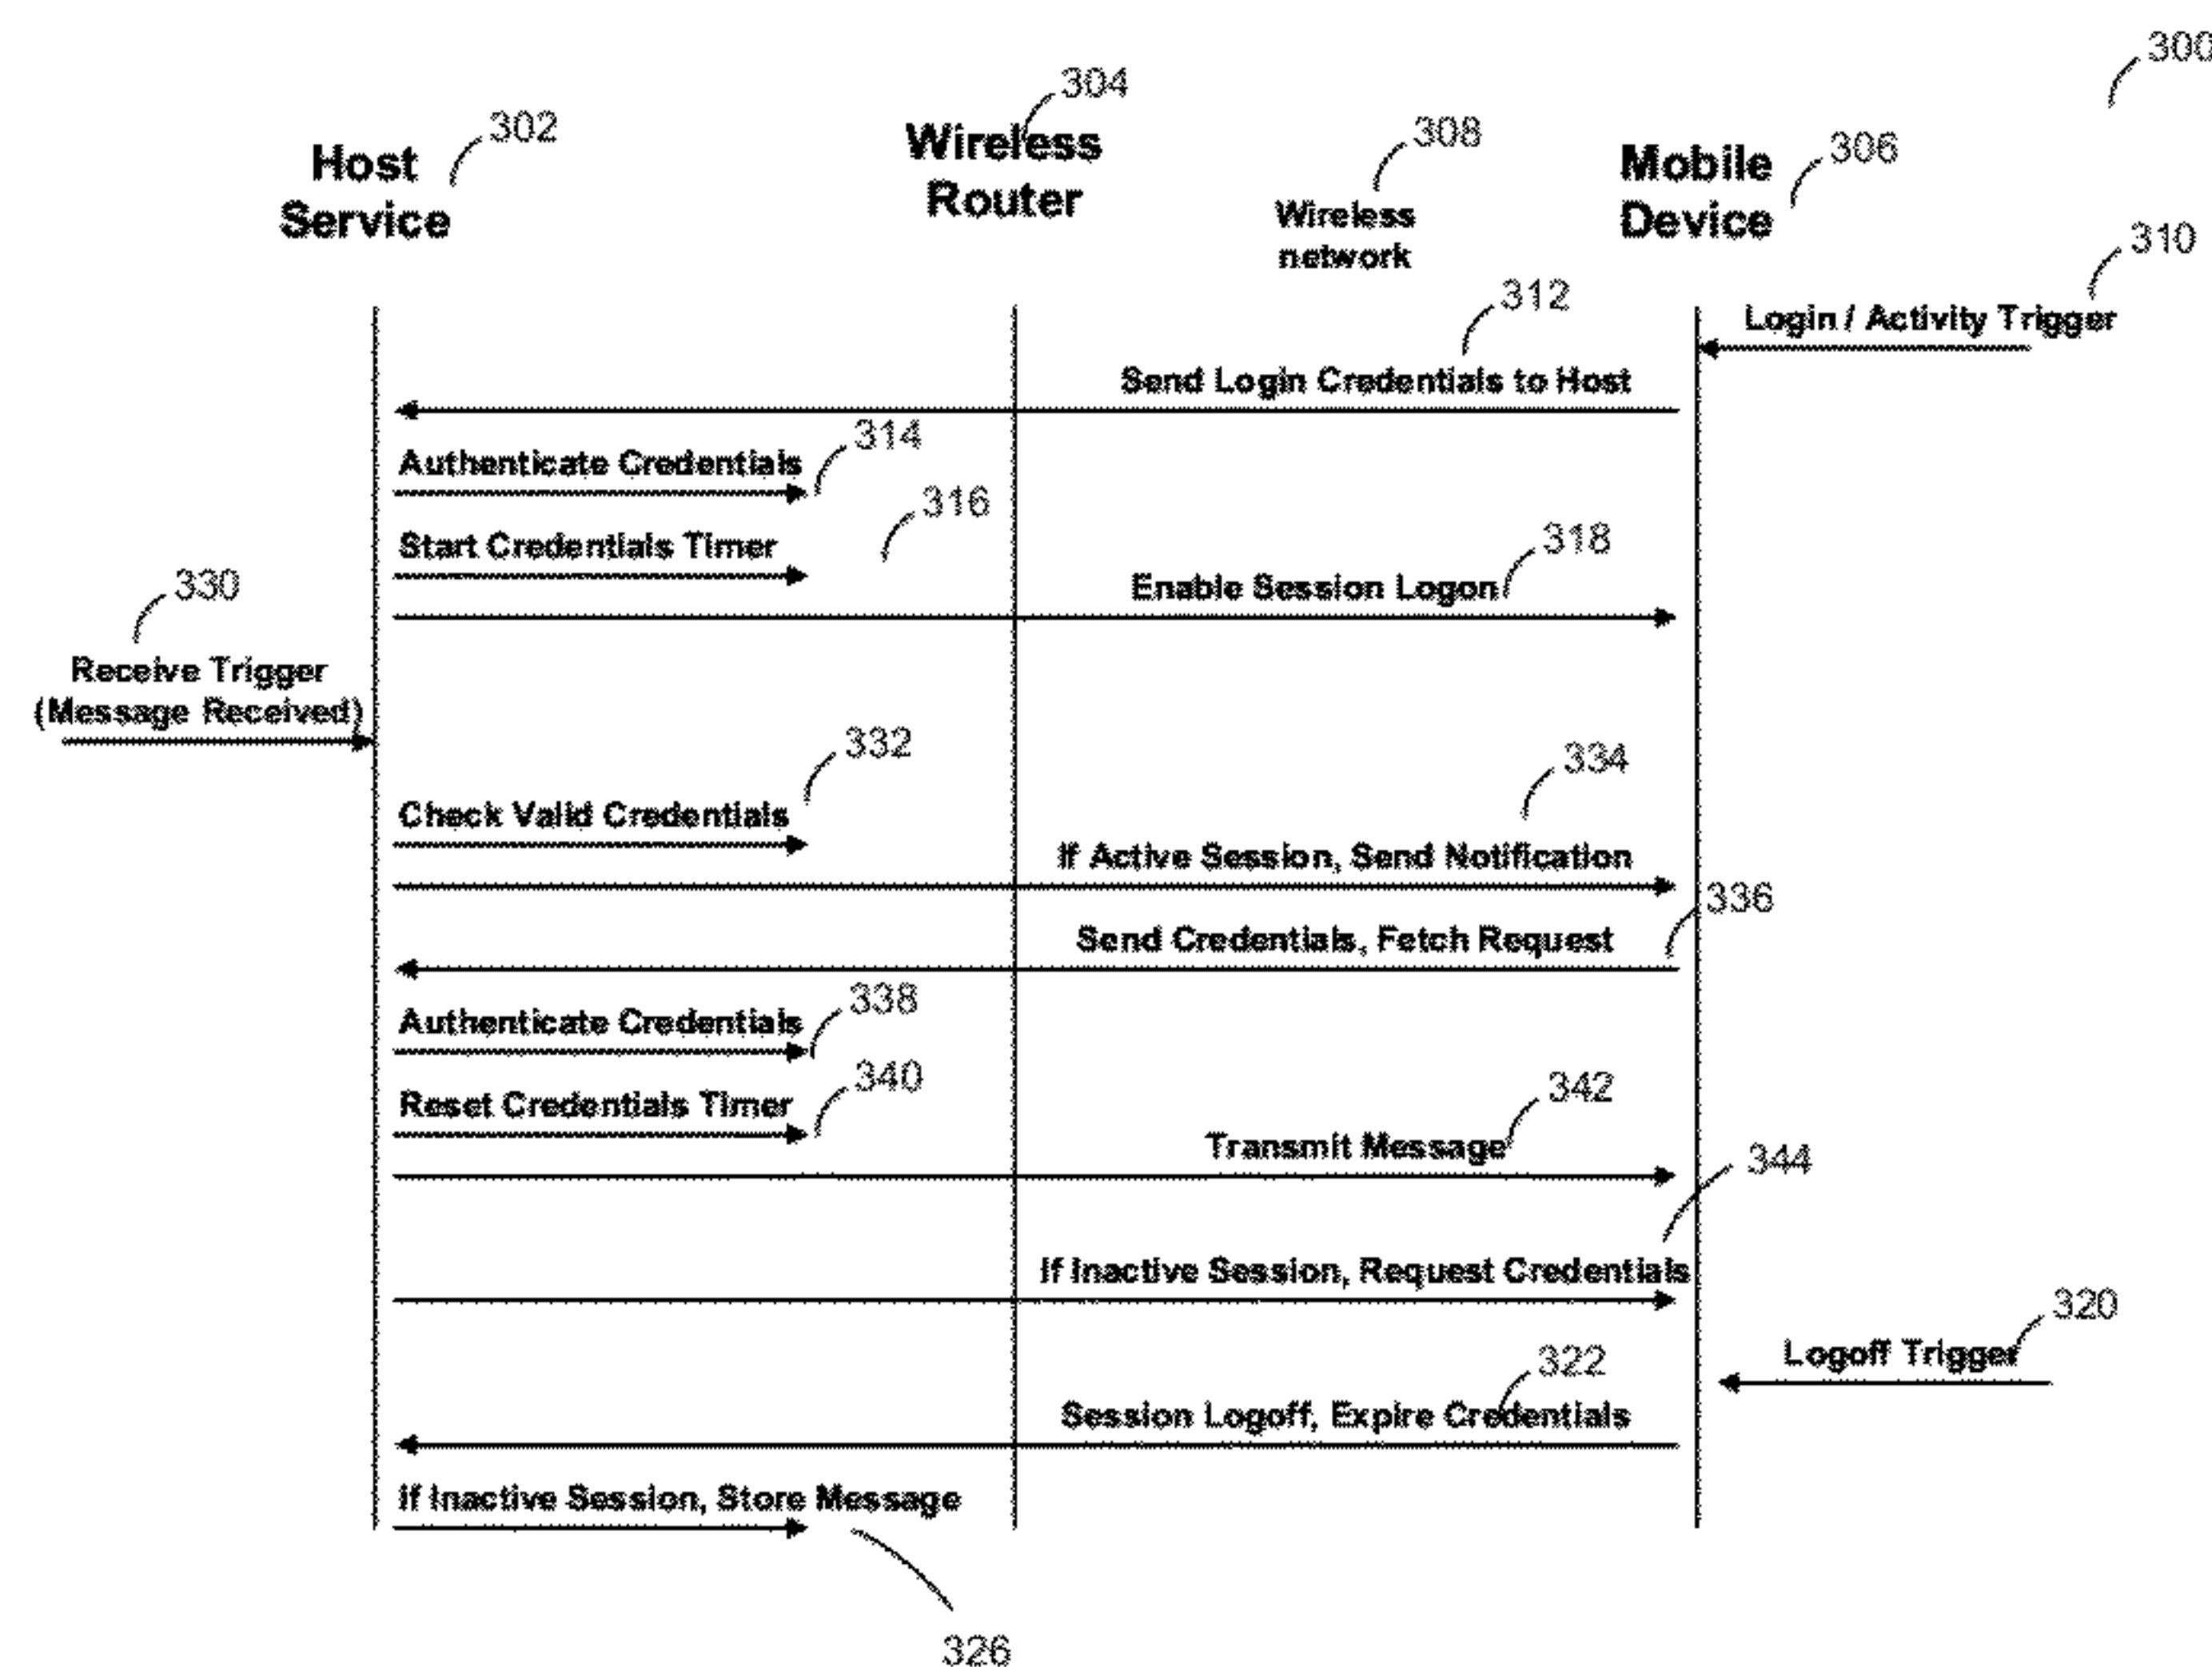 300
304
302
308
306
Host
Service
Wireless
Router
Wireless
network
Mobile
Device
310
312
Login / Activity Trigger
Send Login Credentials to Host
314
Authenticate Credentials
316
Start Credentials Timer
318
Enable Session Logon
330
Receive Trigger
(Message Received)
332
334
Check Valid Credentials
If Active Session, Send Notification
336
Send Credentials, Fetch Request
338
Authenticate Credentials
340
Reset Credentials Timer
342
Transmit Message
344
If Inactive Session, Request Credentials
320
Logoff Trigger
322
Session Logoff, Expire Credentials
If Inactive Session, Store Message
326